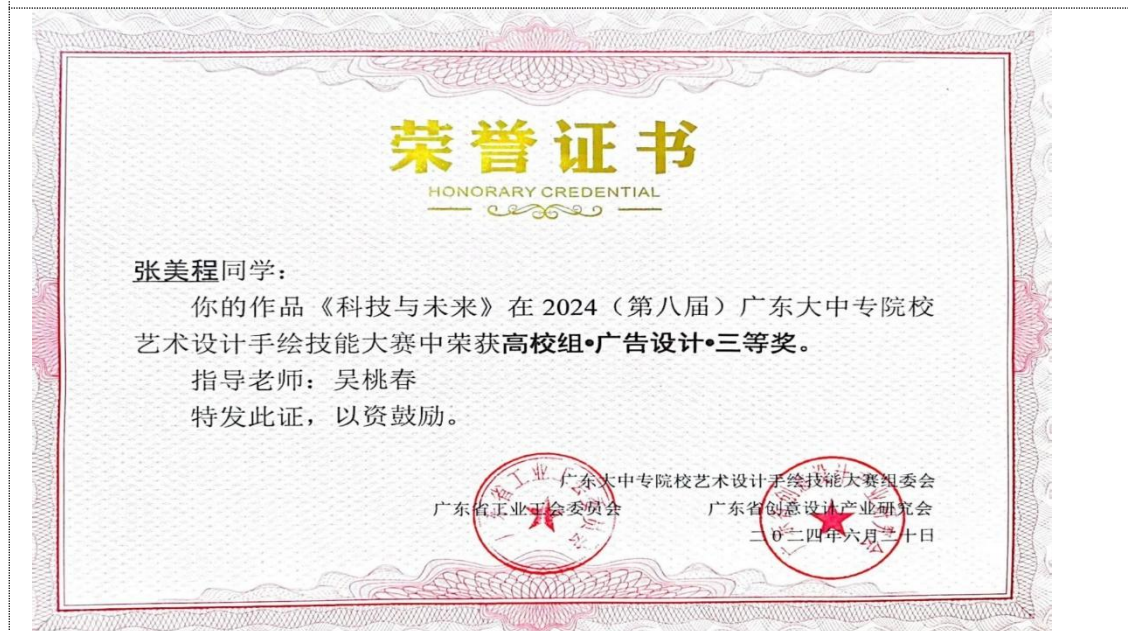 荣誉证书
HONORARY CREDENTIAL
张美程同学：
你的作品《科技与未来》在 2024（第八届）广东大中专院校
艺术设计手绘技能大赛中荣获高校组•广告设计•三等奖。
指导老师：吴桃春
特发此证，以资鼓励。
广东大中专院校艺术设计手绘技能大赛组委会
广东省工业工会委员会 广东省创意设计产业研究会
二0二四年六月二十日